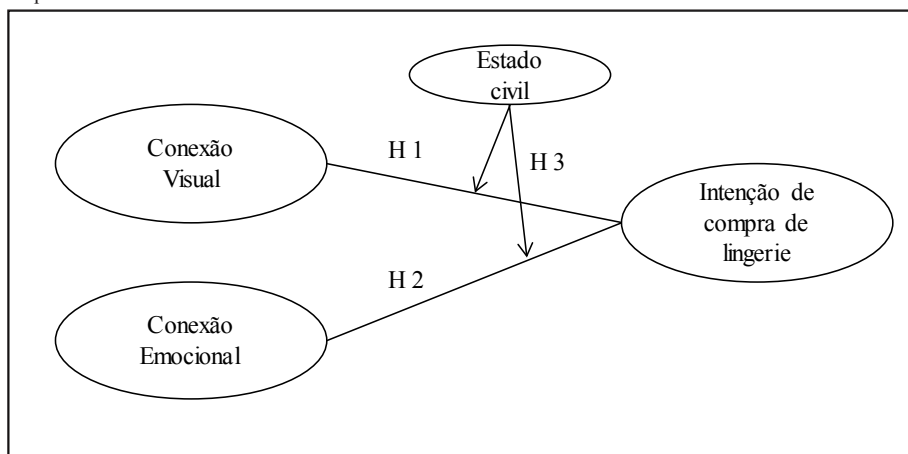 Estado
civil
Conexão
Visual
H 1
H 3
Intenção de
compra de
lingerie
H 2
Conexão
Emocional